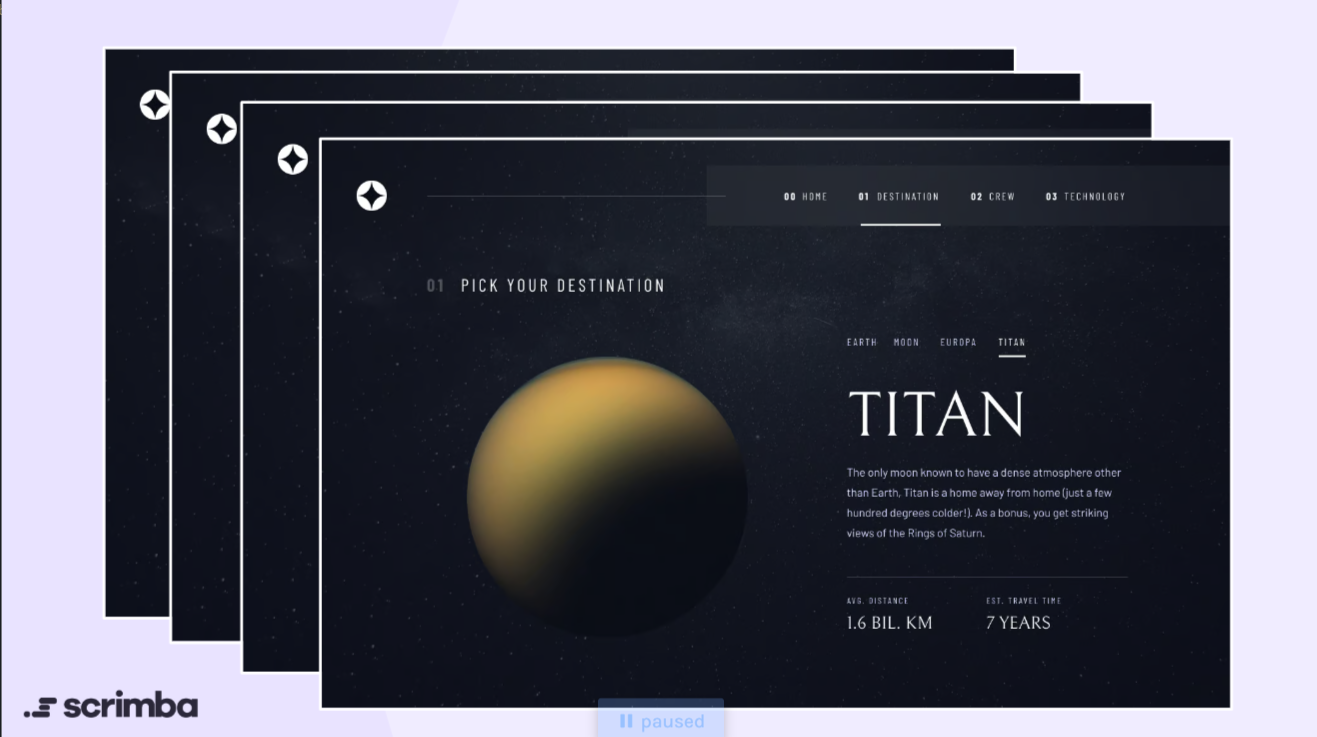 00 HOME 01 DESTINATION 02 CREW 03 TECHNOLOGY
01 PICK YOUR DESTINATION
EARTH MOON EUROPA TITAN
TITAN
The only moon known to have a dense atmosphere other
than Earth, Titan is a home away from home (just a few
hundred degrees colder!). As a bonus, you get striking
views of the Rings of Saturn.
AVG. DISTANCE EST. TRAVEL TIME
1.6 BIL. KM 7 YEARS
scrimba
paused